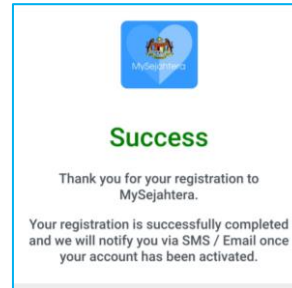 MySejahtera
Success
Thank you for your registration to
MySejahtera.
Your registration is successfully completed
and we will notify you via SMS / Email once
your account has been activated.